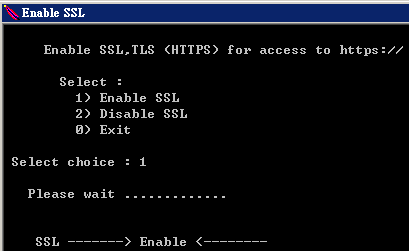 Enable SSL
Enable SSL,TLS (HTTPS) for access to https://
Select :
1) Enable SSL
2) Disable SSL
0) Exit
Select choice : 1
Please wait .............
SSL -------> Enable <--------